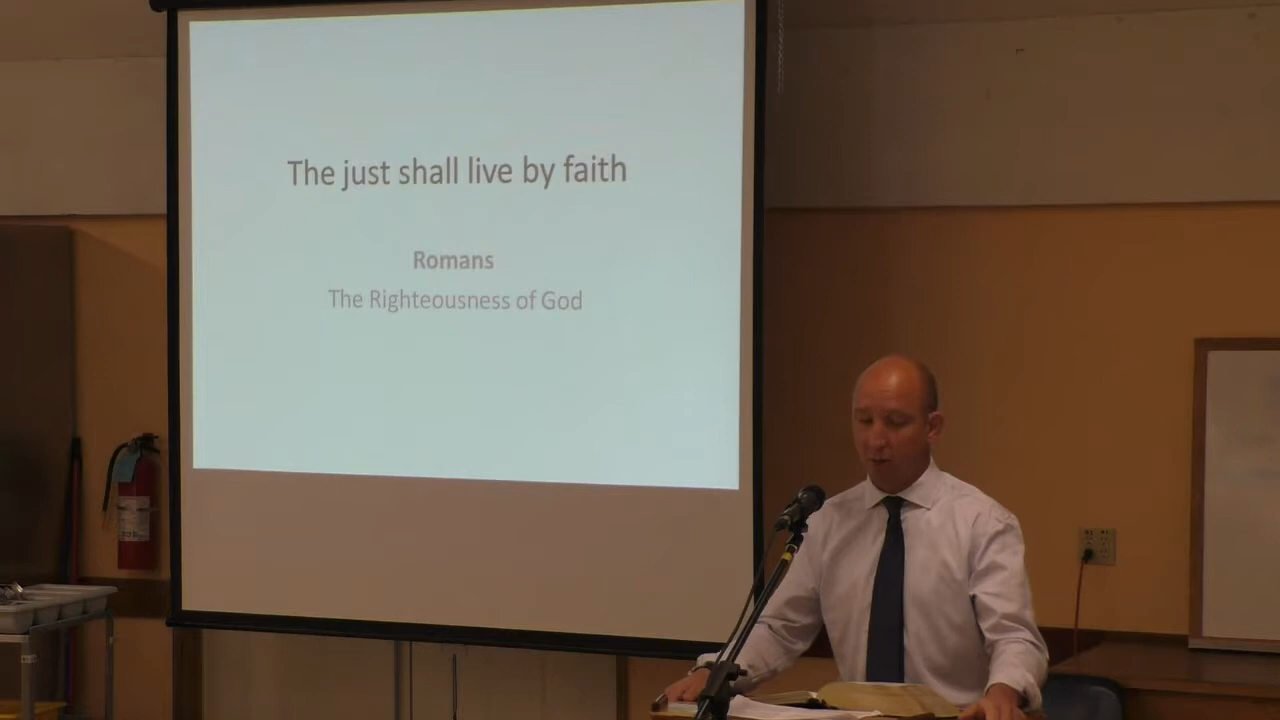 The just shall live by faith
Romans
The Righteousness of God